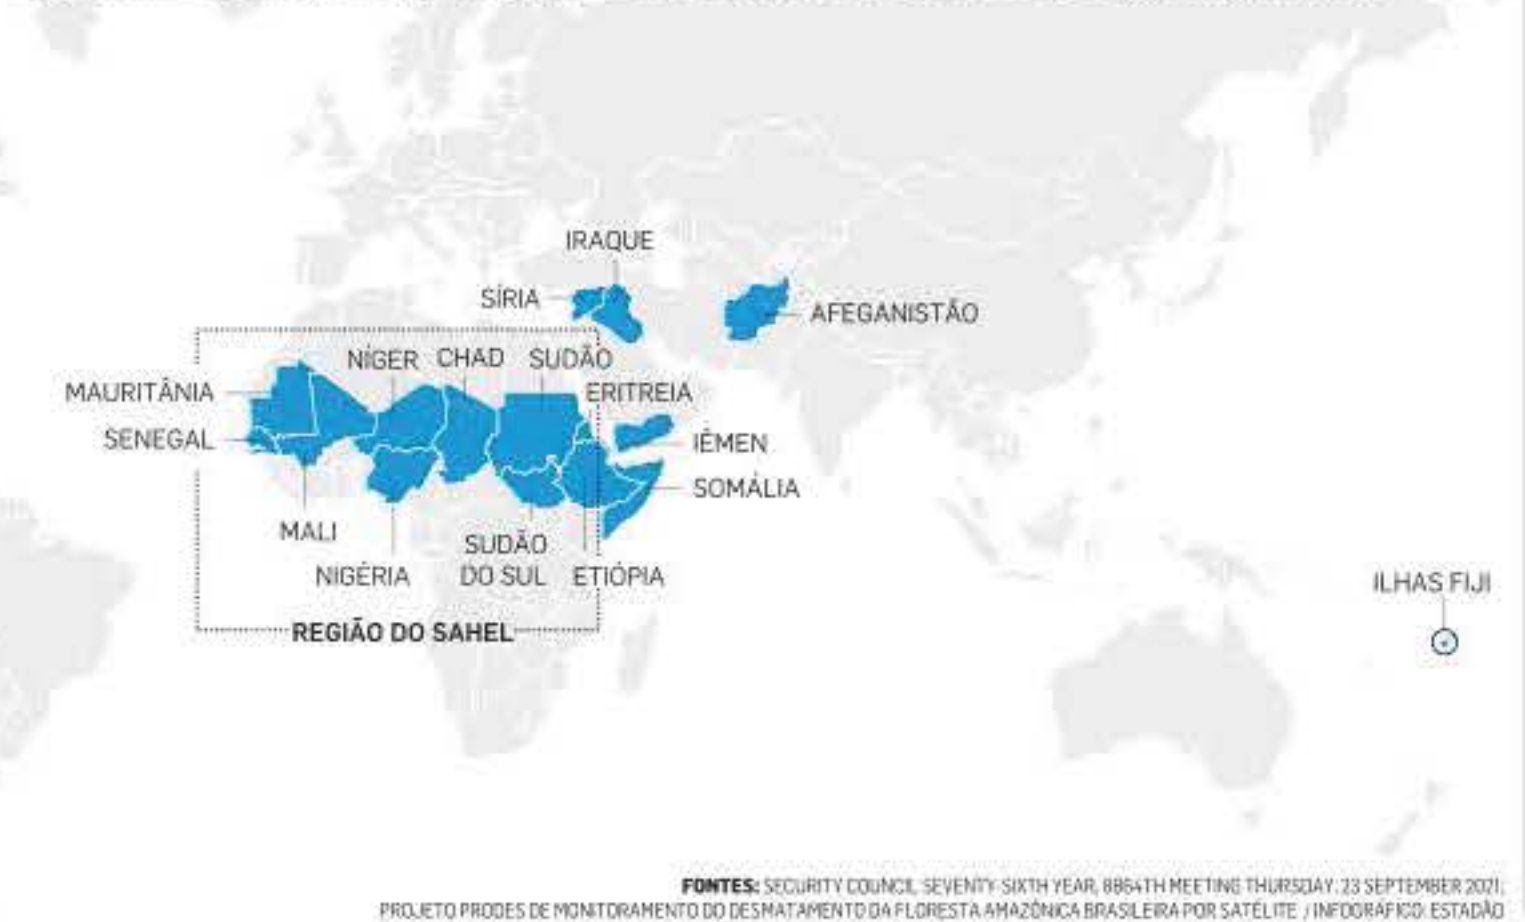 IRAQUE
SÍRIA
AFEGANISTÃO
NÍGER CHAD SUDÃO
MAURITÂNIA
ERITREIA
SENEGAL
IÊMEN
SOMÁLIA
MALI
SUDÃO
DO SUL
NIGÉRIA
ETIÓPIA
ILHAS FIJI
REGIÃO DO SAHEL
FONTES: SECURITY COUNCIL SEVENTY-SIXTH YEAR, 8864TH MEETING THURSDAY, 23 SEPTEMBER 2021;
PROJETO PRODES DE MONITORAMENTO DO DESMATAMENTO DA FLORESTA AMAZÔNICA BRASILEIRA POR SATÉLITE / INFOGRÁFICO: ESTADÃO